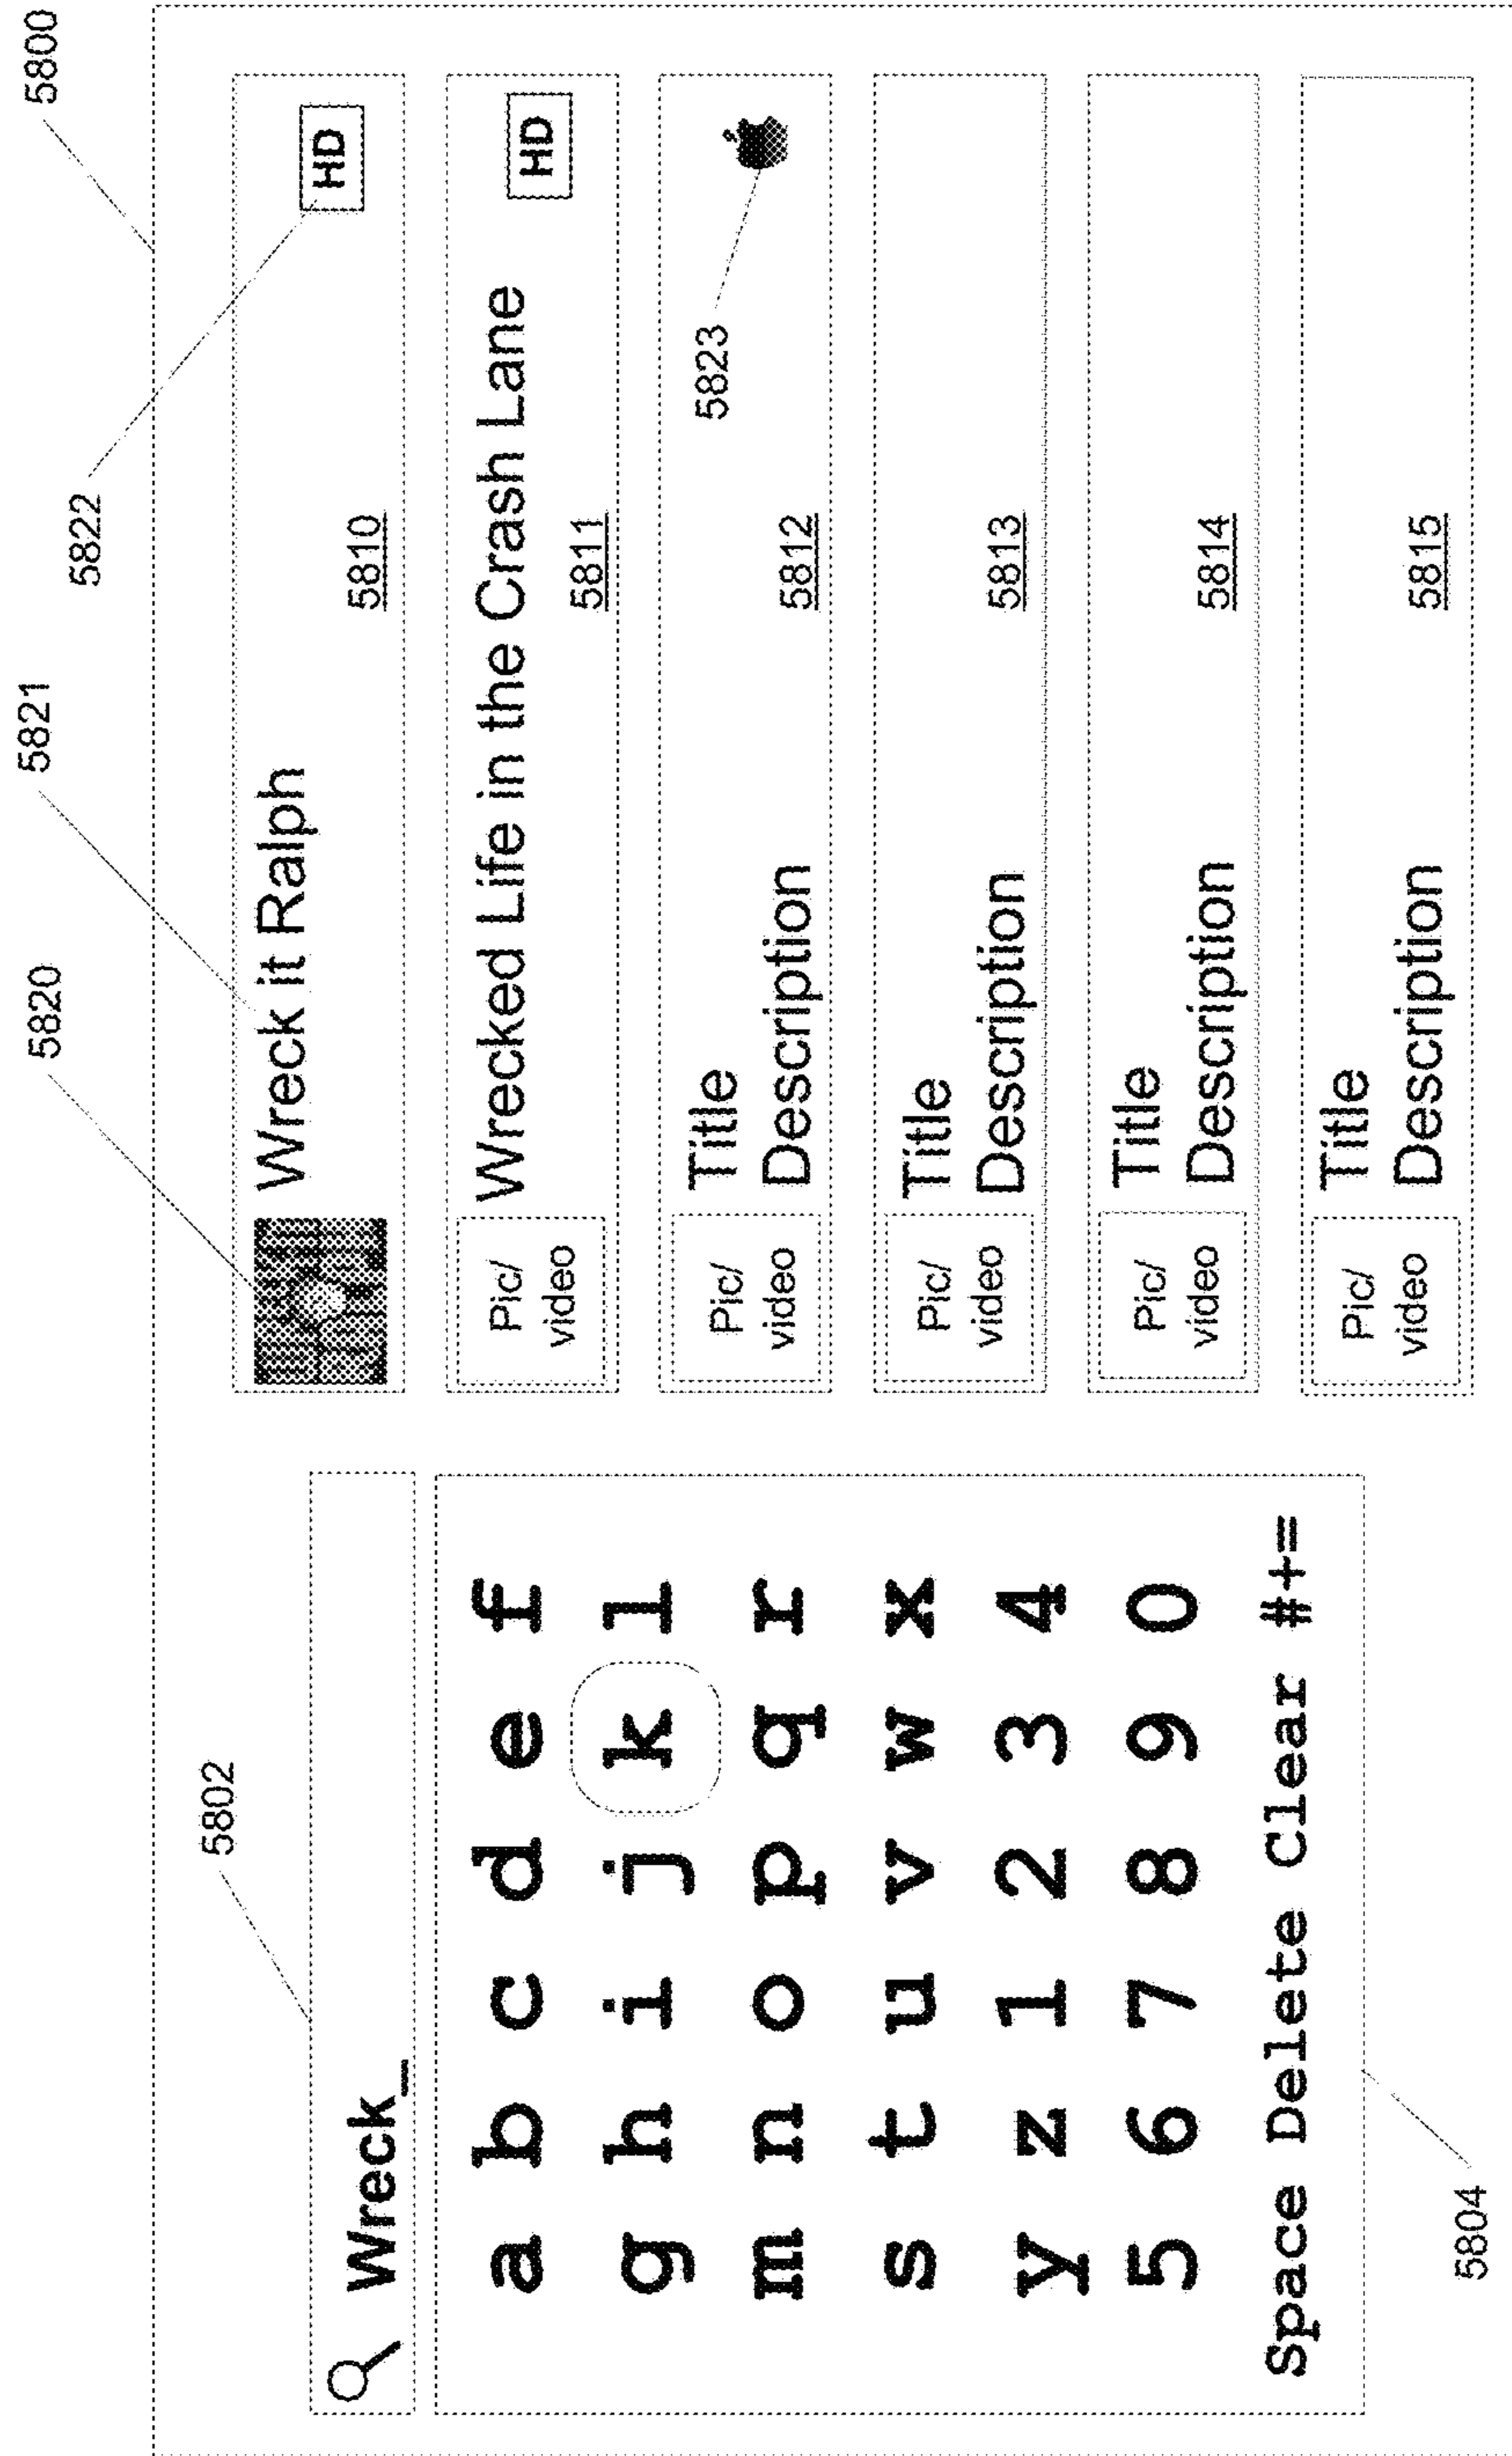 5800
5822
5821
5820
5802
Wreck_
a b c d e f
g h i j k l
m n o p q r
s t u v w x
y z 1 2 3 4
5 6 7 8 9 0
Space Delete Clear #+=
5804
Wreck it Ralph
HD
5810
Pic/
video
Wrecked Life in the Crash Lane
HD
5811
Pic/
video
Title
Description
5823
5812
Pic/
video
Title
Description
5813
Pic/
video
Title
Description
5814
Pic/
video
Title
Description
5815